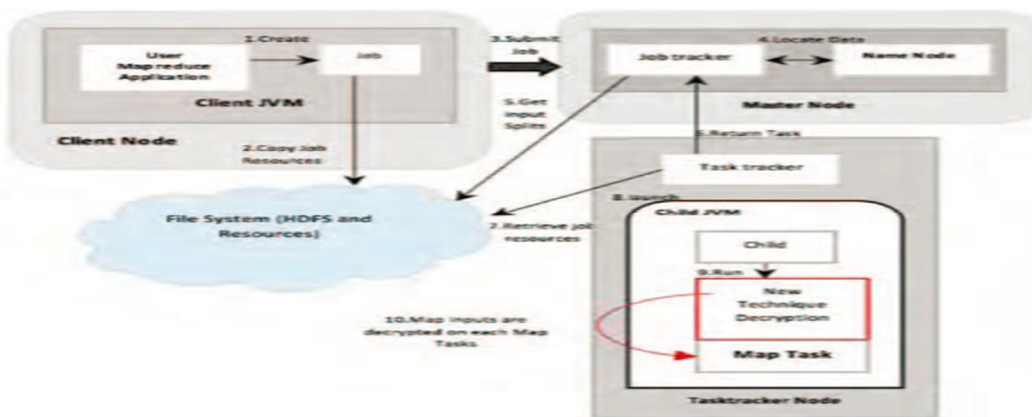 1.Create
User
Map reduce
Application
Job
Client JVM
Client Node
2.Copy Job
Resources
3.Submit
Job
4.Locate Data
Job tracker
Name Node
Master Node
5.Get
Input
Splits
Return Task
Task tracker
File System (HDFS and
Resources)
7.Retrieve job
resources
8.launch
Child JVM
Child
9.Run
New
Technique
Decryption
10.Map Inputs are
decrypted on each Map
Tasks
Map Task
Tasktracker Node